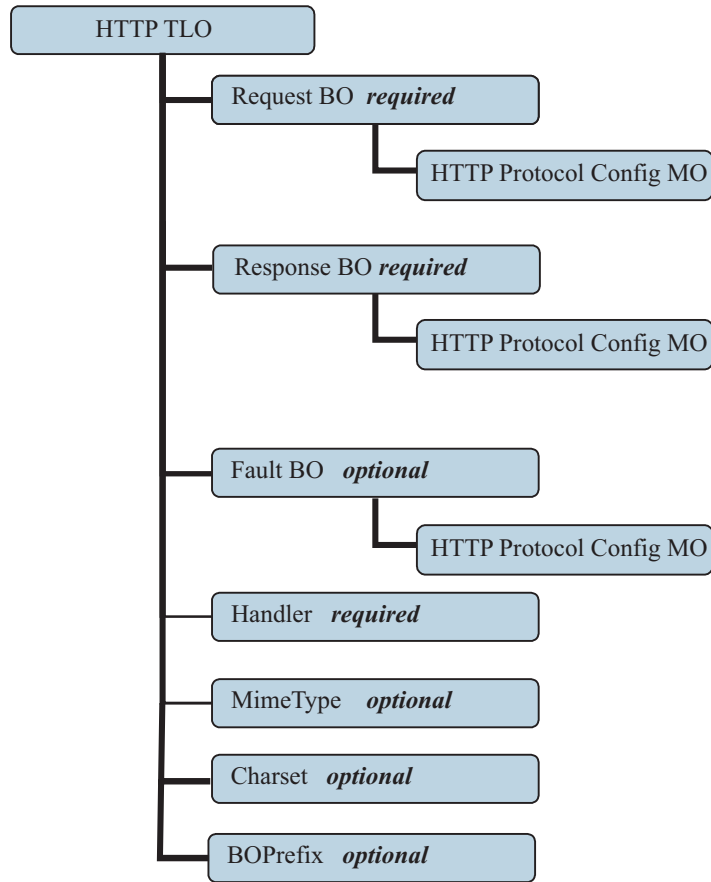 HTTP TLO
Request BO required
HTTP Protocol Config MO
Response BO required
HTTP Protocol Config MO
Fault BO optional
HTTP Protocol Config MO
Handler required
MimeType optional
Charset optional
BOPrefix optional